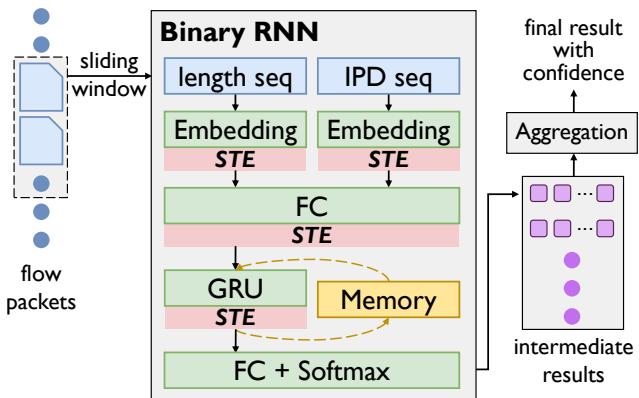 flow
packets
sliding
window
Binary RNN
length seq
IPD seq
Embedding
STE
Embedding
STE
FC
STE
GRU
STE
Memory
FC + Softmax
final result
with
confidence
Aggregation
intermediate
results